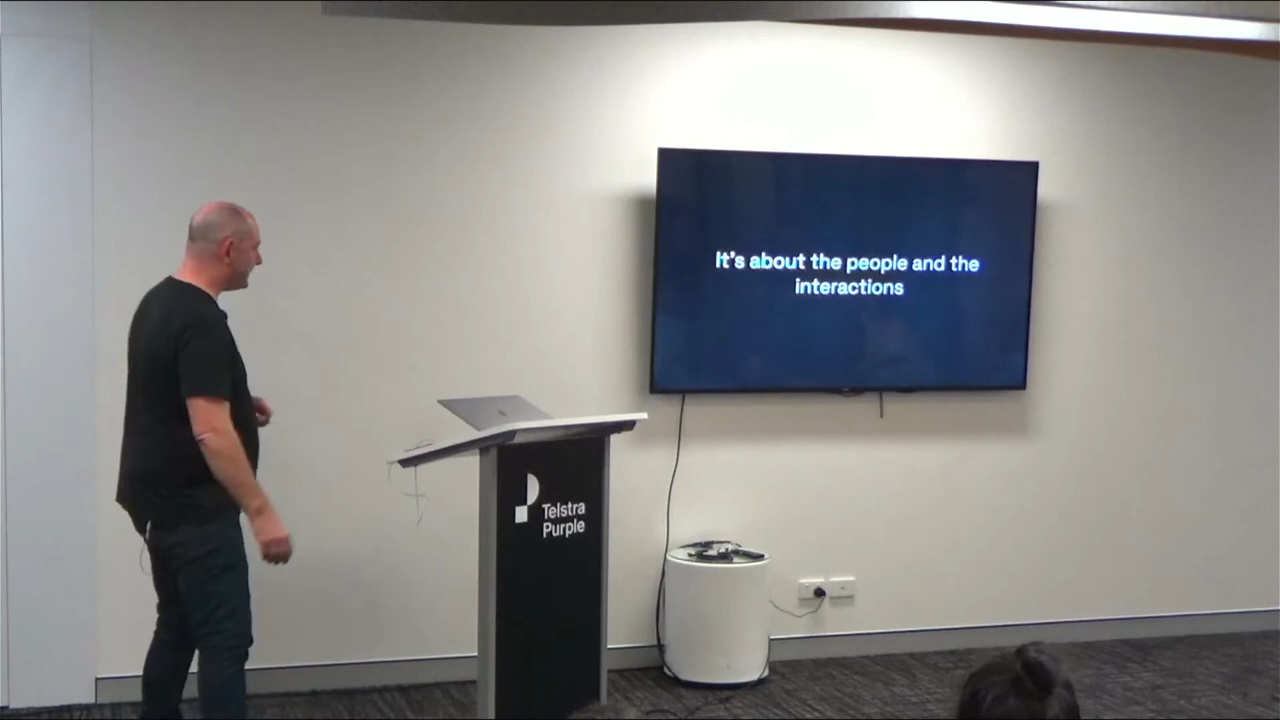 It's about the people and the
interactions
Telstra
Purple